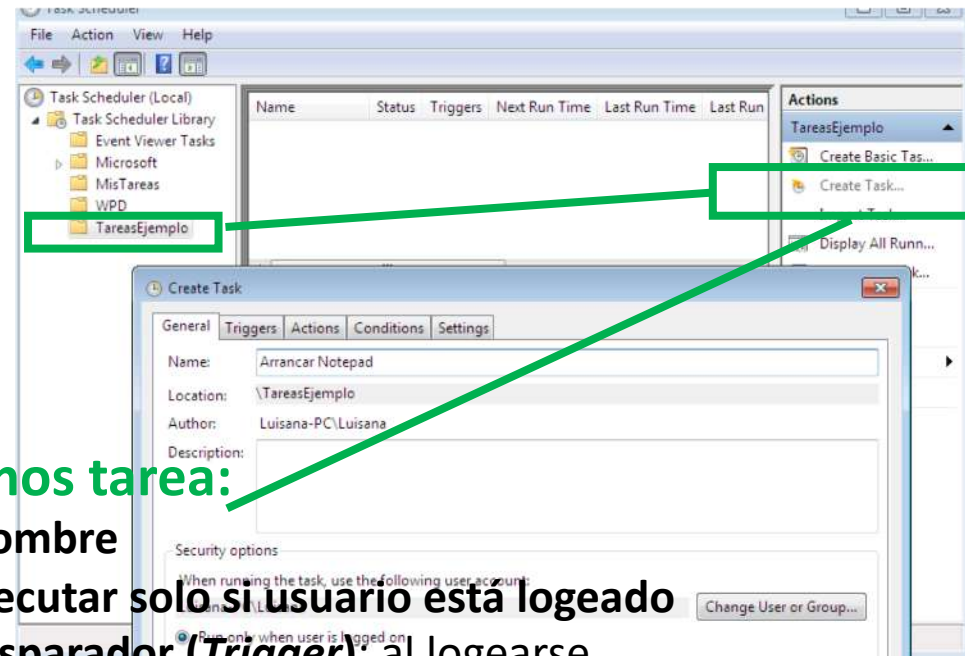 Task Scheduler
File Action View Help
Task Scheduler (Local)
Task Scheduler Library
Event Viewer Tasks
Microsoft
MisTareas
WPD
TareasEjemplo
Name Status Triggers Next Run Time Last Run Time Last Run
Actions
TareasEjemplo
Create Basic Tas...
Create Task...
Display All Runn...
k...
Create Task
General Triggers Actions Conditions Settings
Name: Arrancar Notepad
Location: \TareasEjemplo
Author: Luisana-PC\Luisana
Description:
nos tarea:
ombre
Security options
When running the task, use the following user account:
ecutar solo si usuario está logeado
Change User or Group...
Run only when user is logged on
sparador (Trigger): al logearse